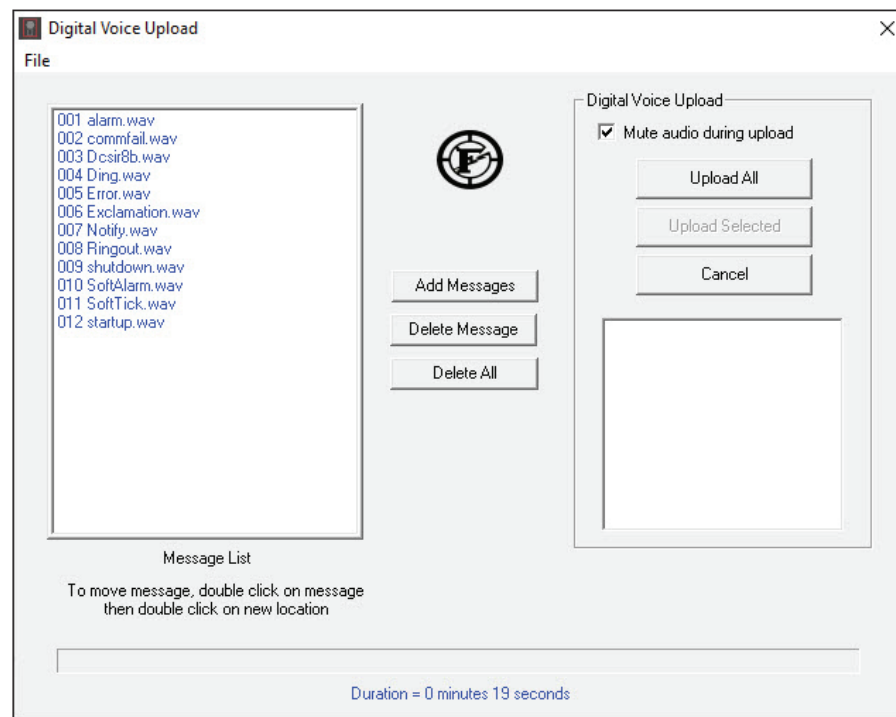 Digital Voice Upload
File
001 alarm.wav
002 commfail.wav
003 Dcsir8b.wav
004 Ding.wav
005 Error.wav
006 Exclamation.wav
007 Notify.wav
008 Ringout.wav
009 shutdown.wav
010 SoftAlarm.wav
011 SoftTick.wav
012 startup.wav
Message List
To move message, double click on message
then double click on new location
F
Add Messages
Delete Message
Delete All
Digital Voice Upload
Mute audio during upload
Upload All
Upload Selected
Cancel
Duration = 0 minutes 19 seconds